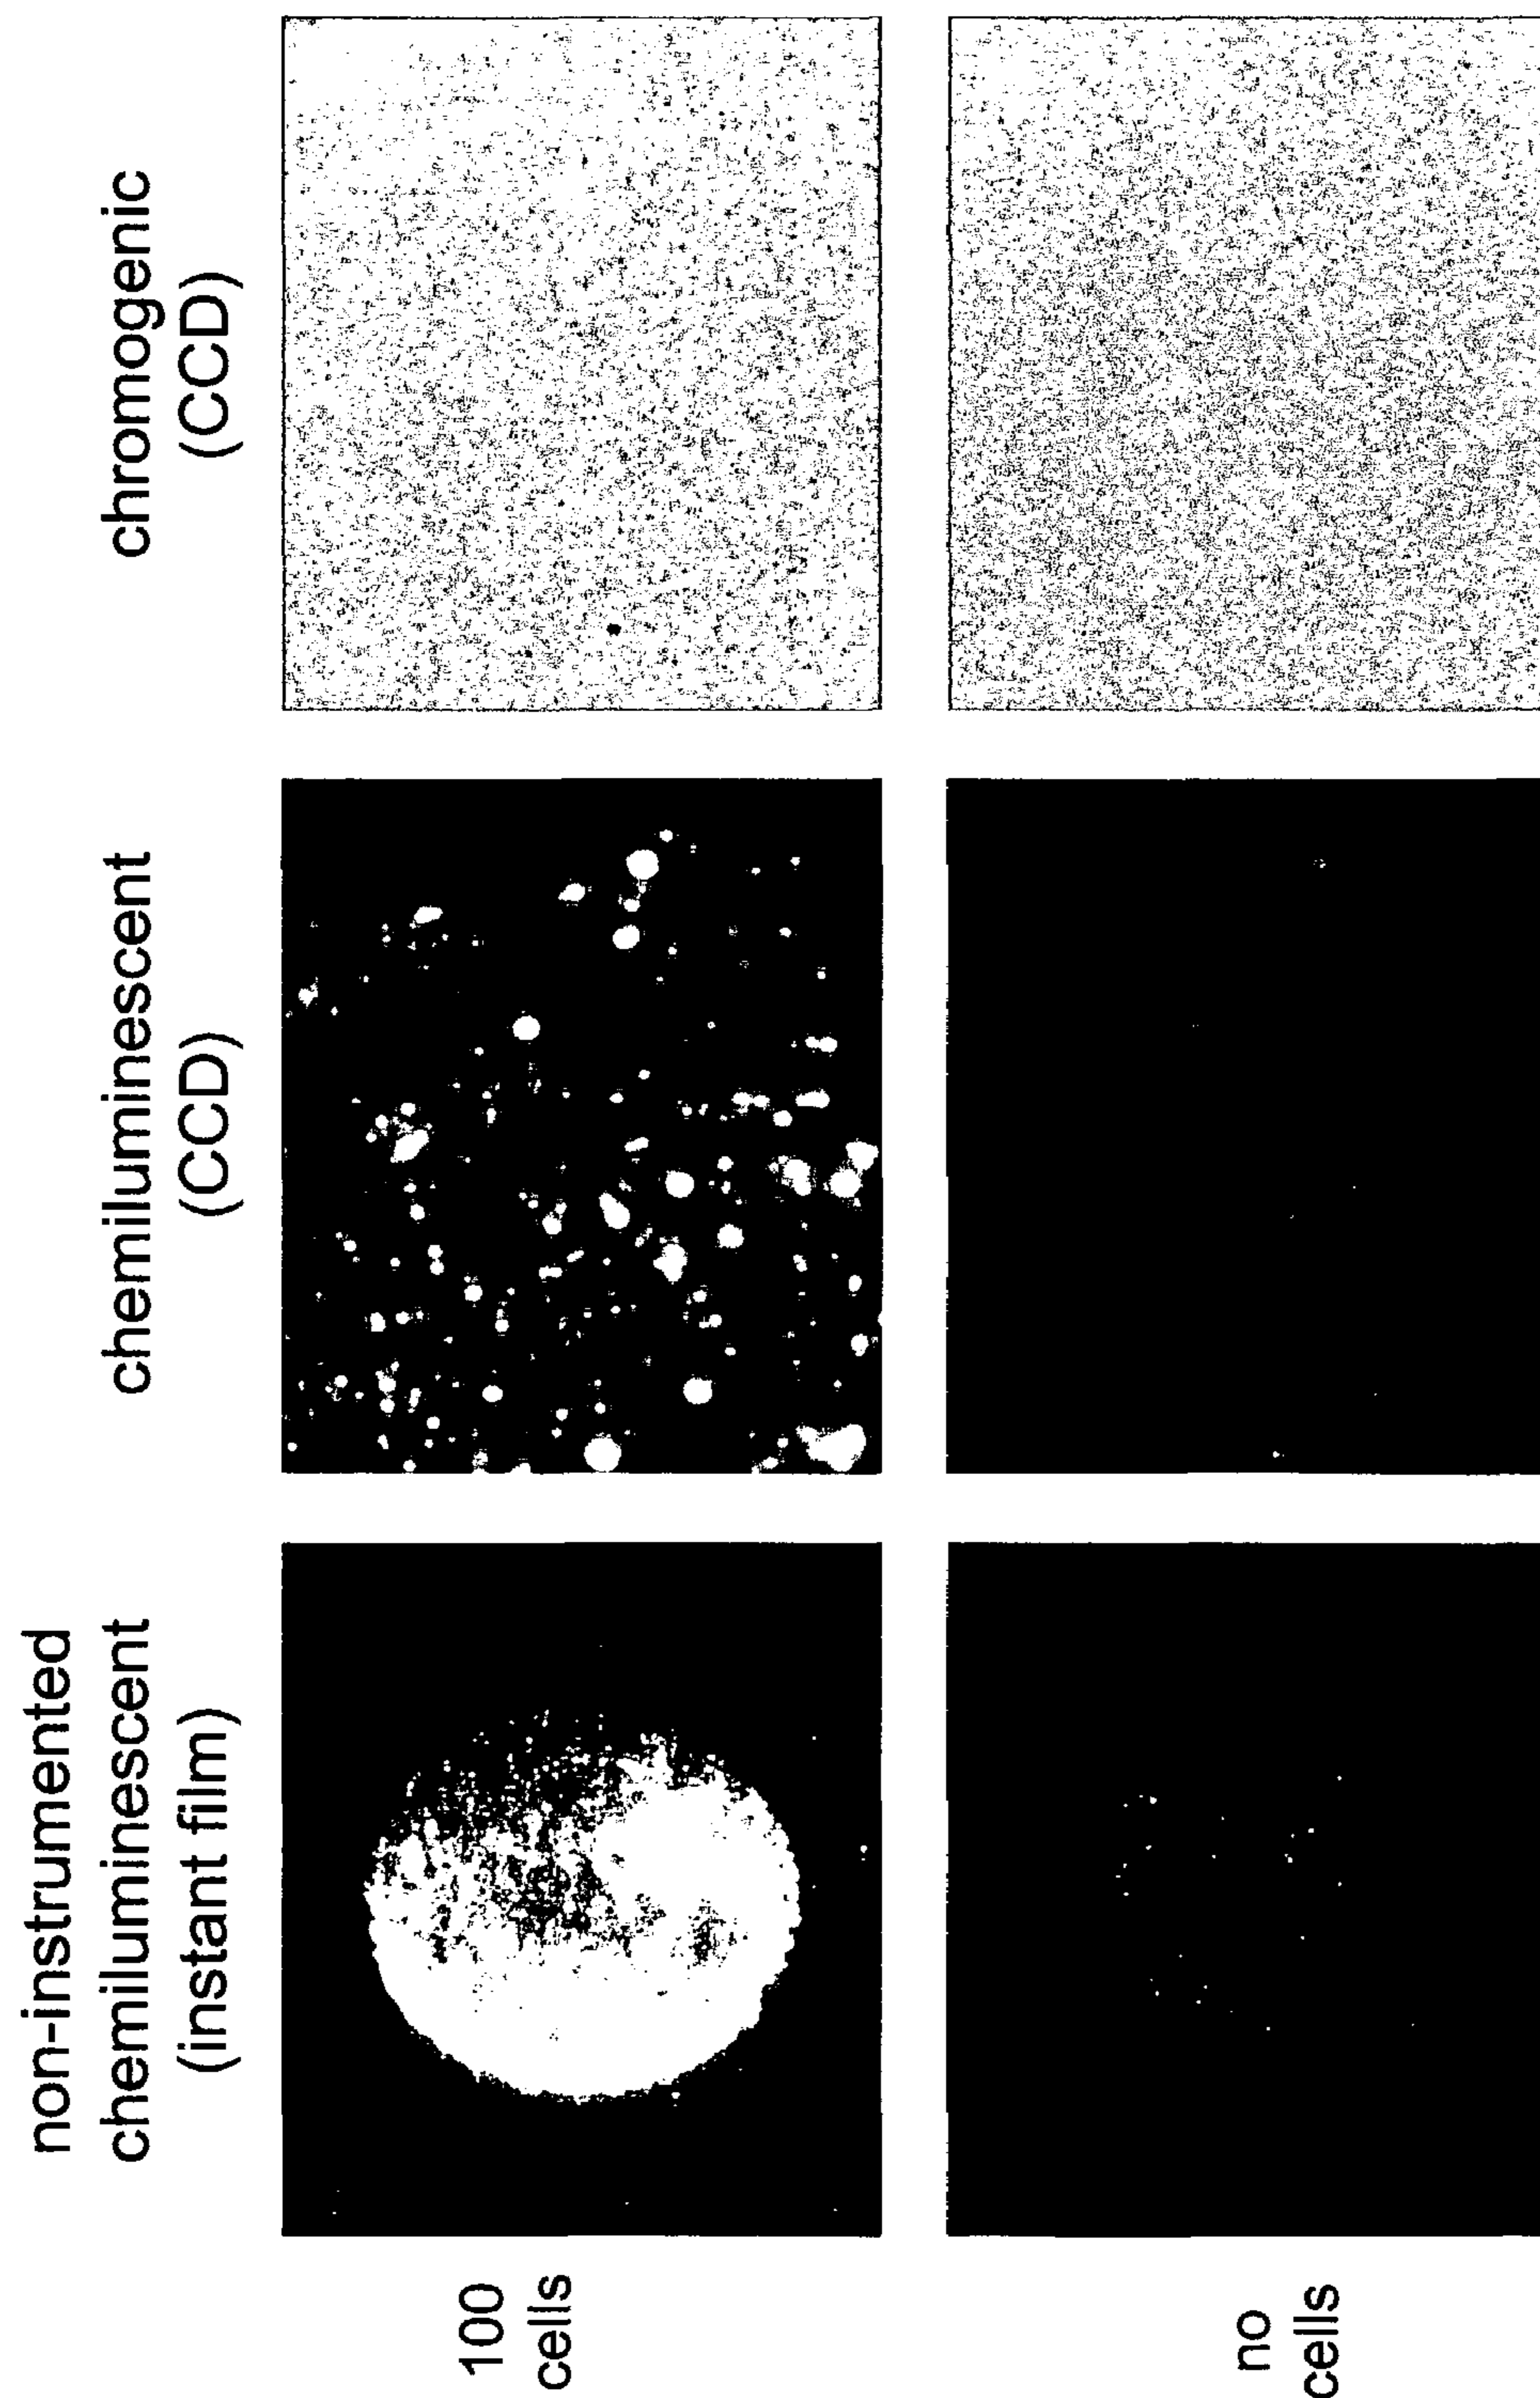 non-instrumented
chemiluminescent
(instant film)
chemiluminescent
(CCD)
chromogenic
(CCD)
100
cells
no
cells